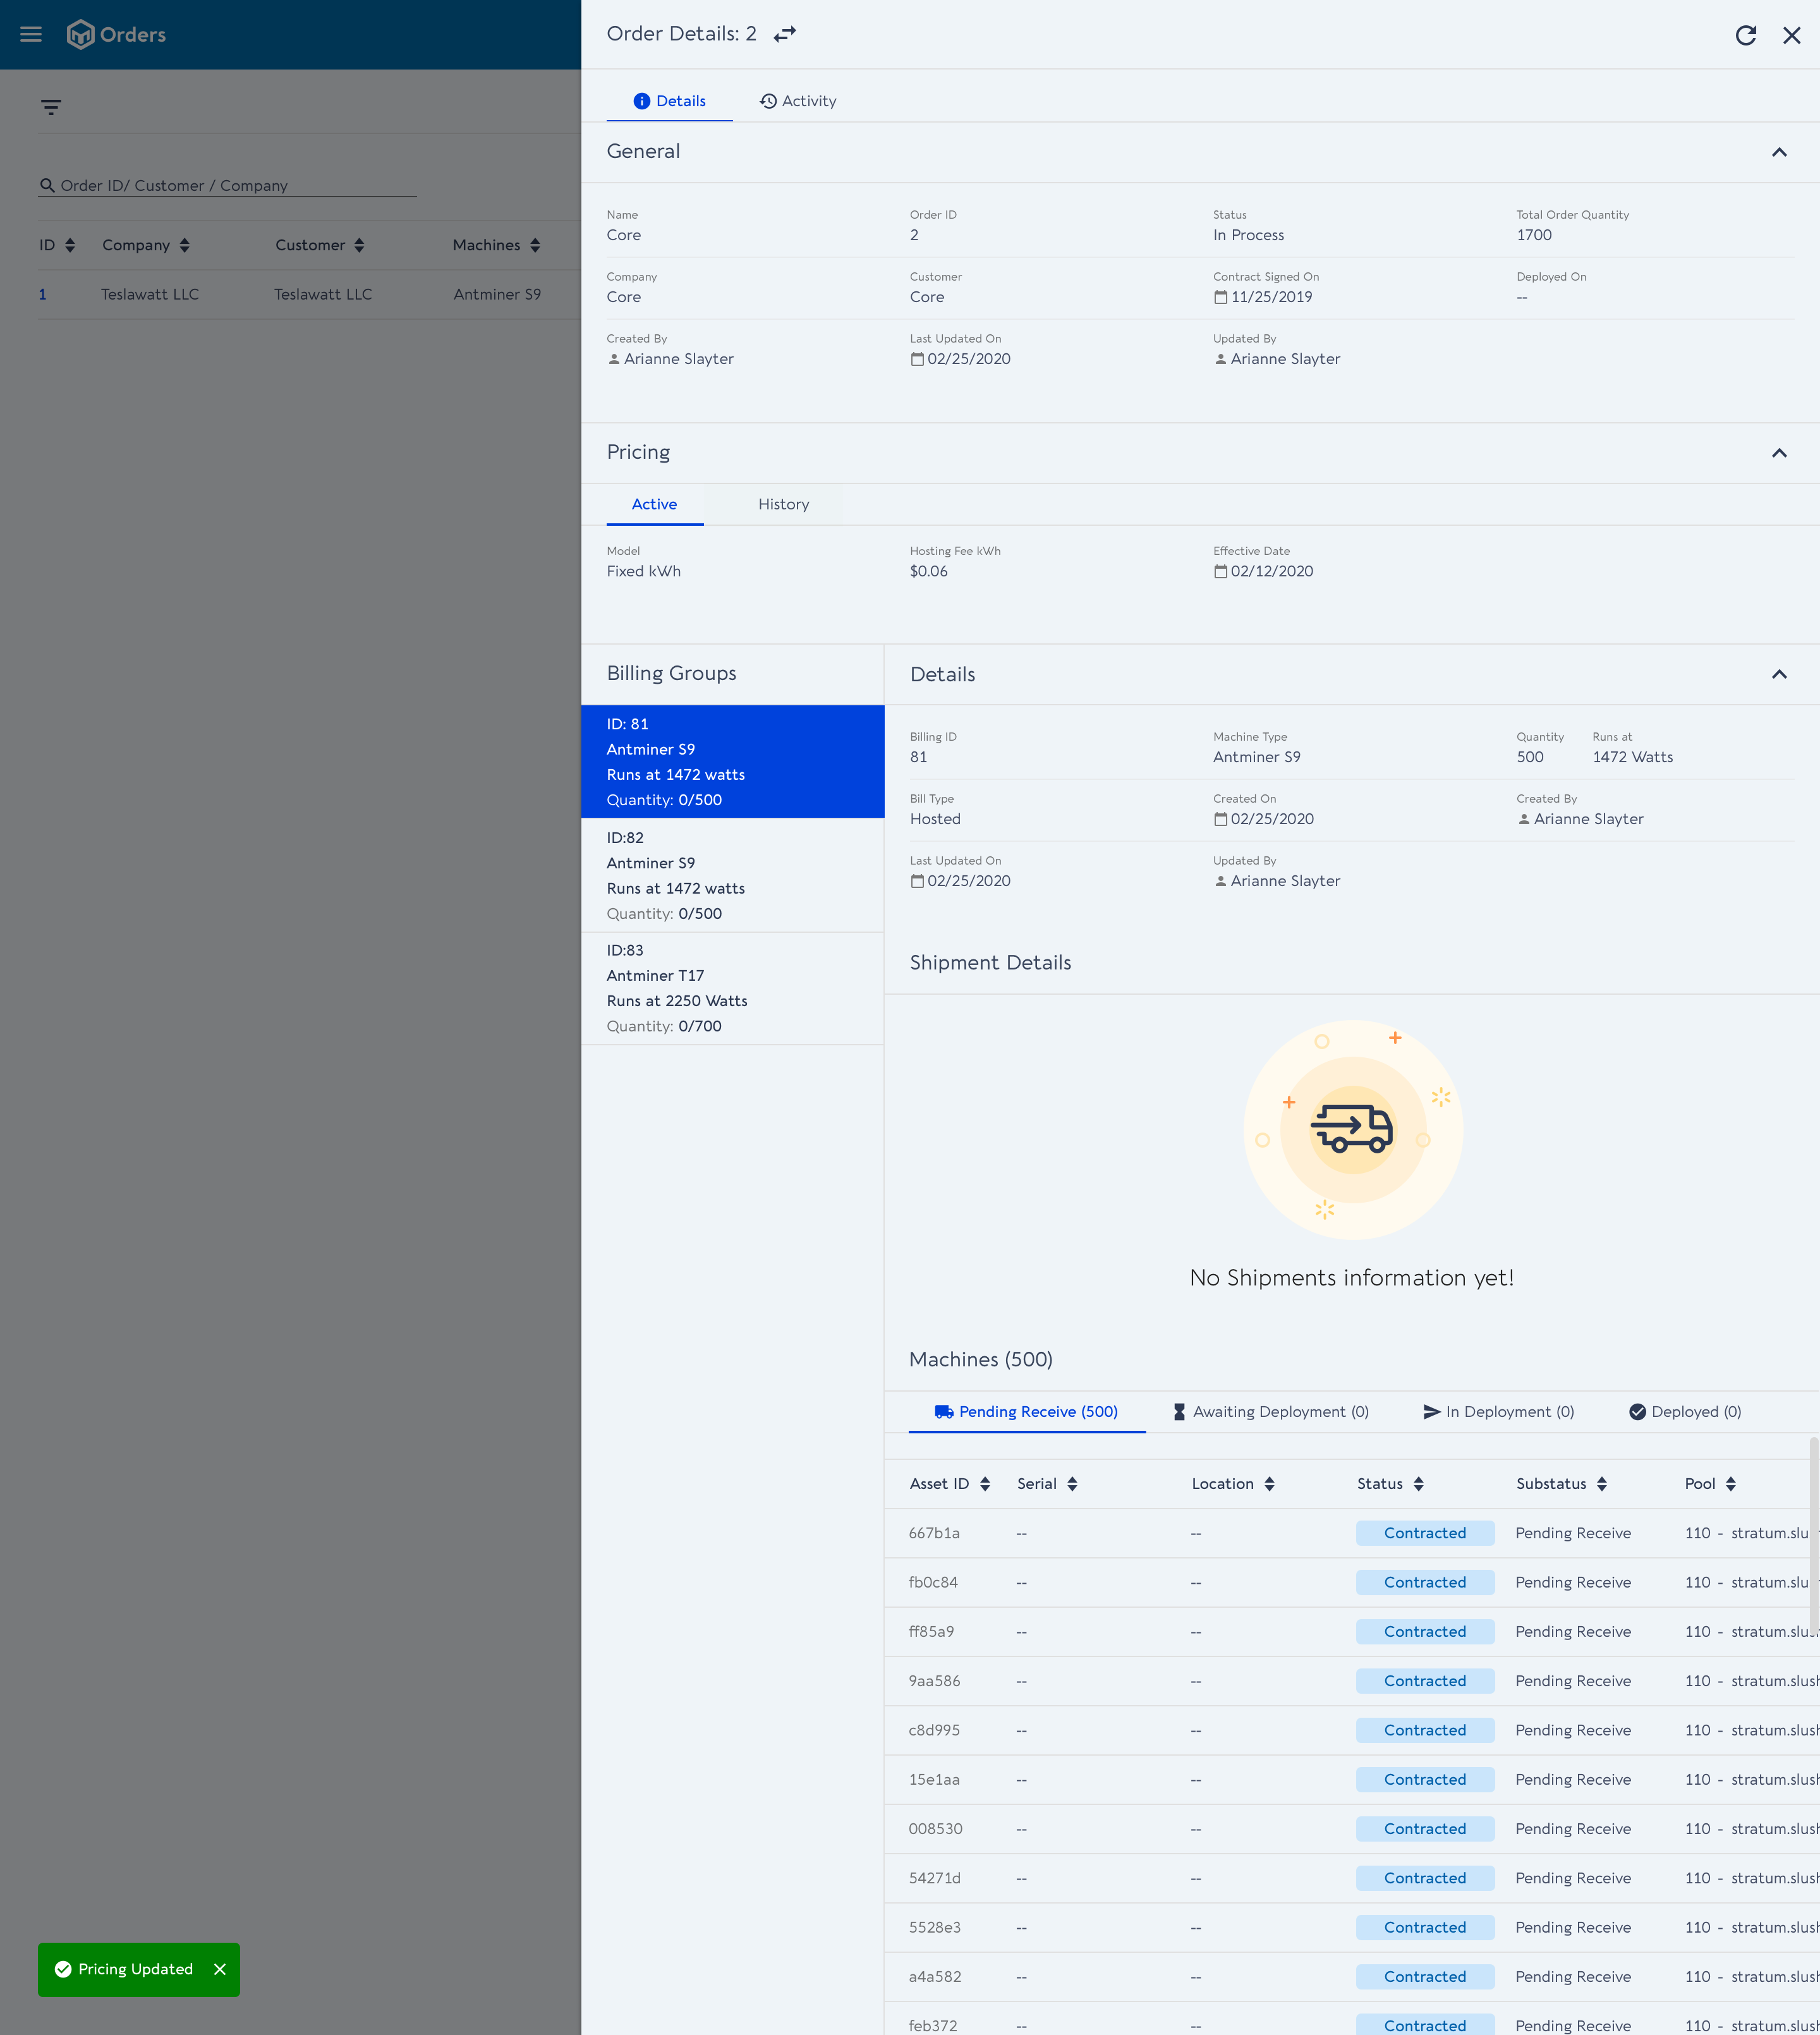 Orders
Order ID/ Customer / Company
ID Company Customer Machines
1 Teslawatt LLC Teslawatt LLC Antminer S9
Pricing Updated
Order Details: 2
Details Activity
General
Name Order ID Status Total Order Quantity
Core 2 In Process 1700
Company Customer Contract Signed On Deployed On
Core Core 11/25/2019 --
Created By Last Updated On Updated By
Arianne Slayter 02/25/2020 Arianne Slayter
Pricing
Active History
Model Hosting Fee kWh Effective Date
Fixed kWh $0.06 02/12/2020
Billing Groups
ID: 81
Antminer S9
Runs at 1472 watts
Quantity: 0/500
ID:82
Antminer S9
Runs at 1472 watts
Quantity: 0/500
ID:83
Antminer T17
Runs at 2250 Watts
Quantity: 0/700
Details
Billing ID Machine Type Quantity Runs at
81 Antminer S9 500 1472 Watts
Bill Type Created On Created By
Hosted 02/25/2020 Arianne Slayter
Last Updated On Updated By
02/25/2020 Arianne Slayter
Shipment Details
No Shipments information yet!
Machines (500)
Pending Receive (500) Awaiting Deployment (0) In Deployment (0) Deployed (0)
Asset ID Serial Location Status Substatus Pool
667b1a -- -- Contracted Pending Receive 110 - stratum.slu
fb0c84 -- -- Contracted Pending Receive 110 - stratum.slu
ff85a9 -- -- Contracted Pending Receive 110 - stratum.slus
9aa586 -- -- Contracted Pending Receive 110 - stratum.slush
c8d995 -- -- Contracted Pending Receive 110 - stratum.slush
15e1aa -- -- Contracted Pending Receive 110 - stratum.slush
008530 -- -- Contracted Pending Receive 110 - stratum.slush
54271d -- -- Contracted Pending Receive 110 - stratum.slush
5528e3 -- -- Contracted Pending Receive 110 - stratum.slush
a4a582 -- -- Contracted Pending Receive 110 - stratum.slush
feb372 -- -- Contracted Pending Receive 110 - stratum.slush